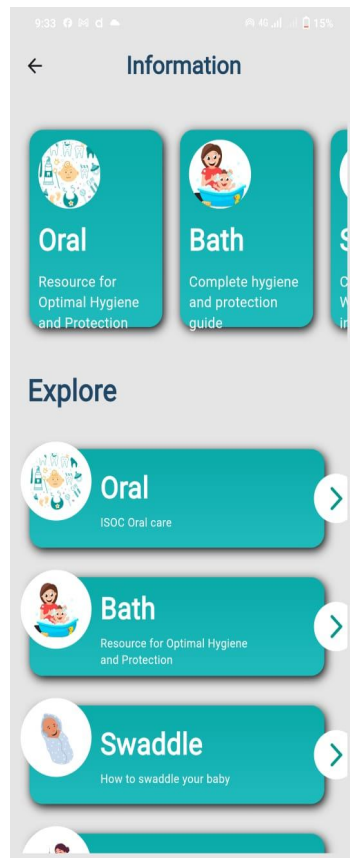 9:33
4G 15%
Information
Oral
Resource for
Optimal Hygiene
and Protection
Bath
Complete hygiene
and protection
guide
Explore
Oral
ISOC Oral care
Bath
Resource for Optimal Hygiene
and Protection
Swaddle
How to swaddle your baby